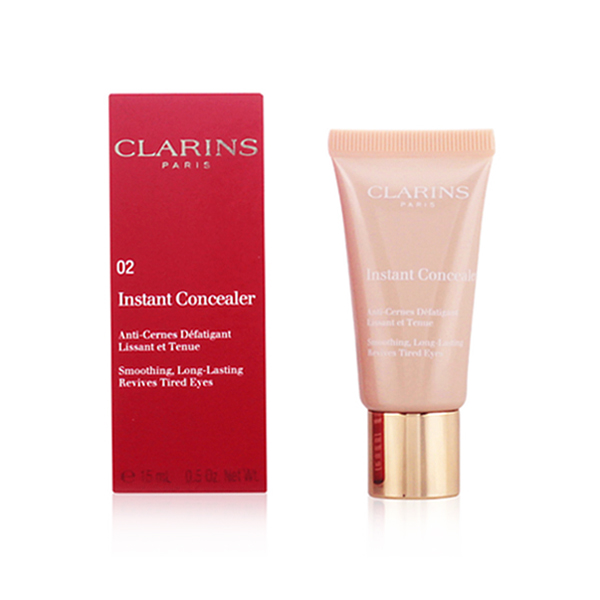 CLARINS
PARIS
02
Instant Concealer
Anti-Cernes Défatigant
Lissant et Tenue
Smoothing, Long-Lasting
Revives Tired Eyes
℮ 15 mL 0.5 Oz. Net Wt.
CLARINS
PARIS
Instant Concealer
Anti-Cernes Défatigant
Lissant et Tenue
Smoothing, Long-Lasting
Revives Tired Eyes